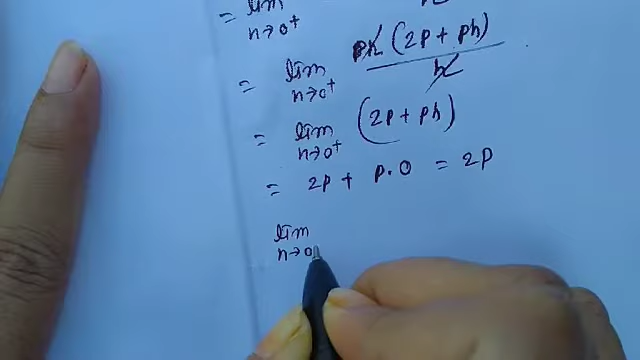 = lim
h→0⁺
= lim ph (2p + ph) / h
h→0⁺
= lim (2p + ph)
h→0⁺
= 2p + p·0 = 2p
lim
h→0